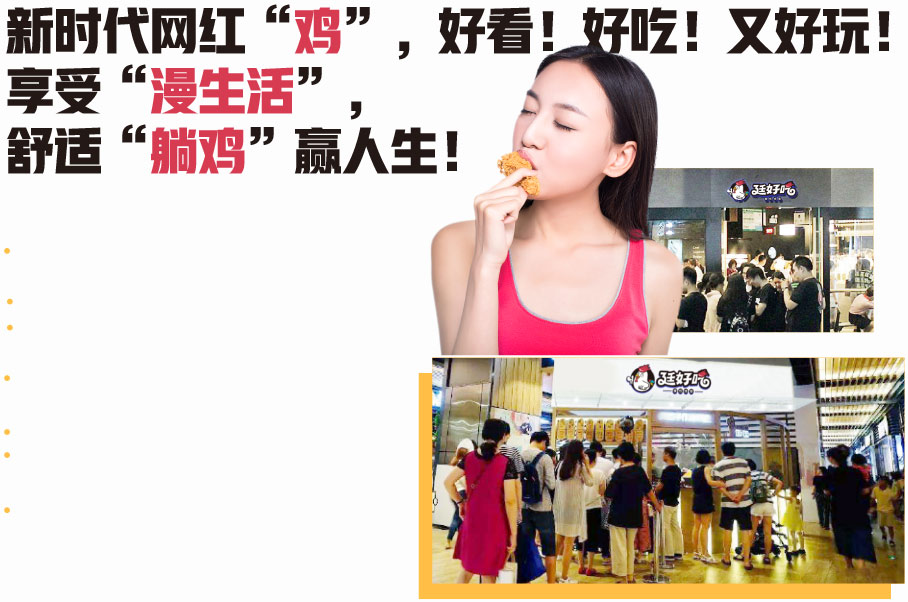 新时代网红“鸡”，好看！好吃！又好玩！
享受“漫生活”，
舒适“躺鸡”赢人生！
廷好吃
廷好吃